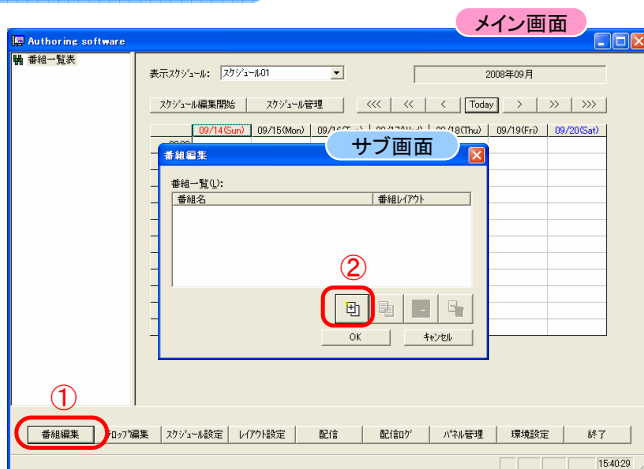 メイン画面
Authoring software
番組一覧表
表示スケジュール: スケジュール01 2008年09月
スケジュール編集開始 スケジュール管理 <<< << < Today > >> >>>
09/14(Sun) 09/15(Mon) 09/18(Thu) 09/19(Fri) 09/20(Sat)
サブ画面
番組編集
番組一覧(L):
番組名 番組レイアウト
②
OK キャンセル
①
番組編集 テロップ編集 スケジュール設定 レイアウト設定 配信 配信ログ パネル管理 環境設定 終了
15:40:29